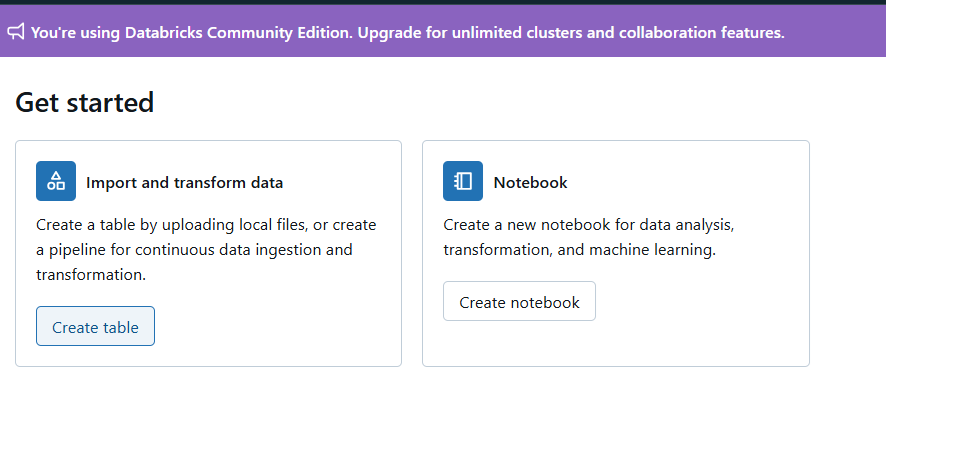 You're using Databricks Community Edition. Upgrade for unlimited clusters and collaboration features.
Get started
Import and transform data
Create a table by uploading local files, or create
a pipeline for continuous data ingestion and
transformation.
Create table
Notebook
Create a new notebook for data analysis,
transformation, and machine learning.
Create notebook